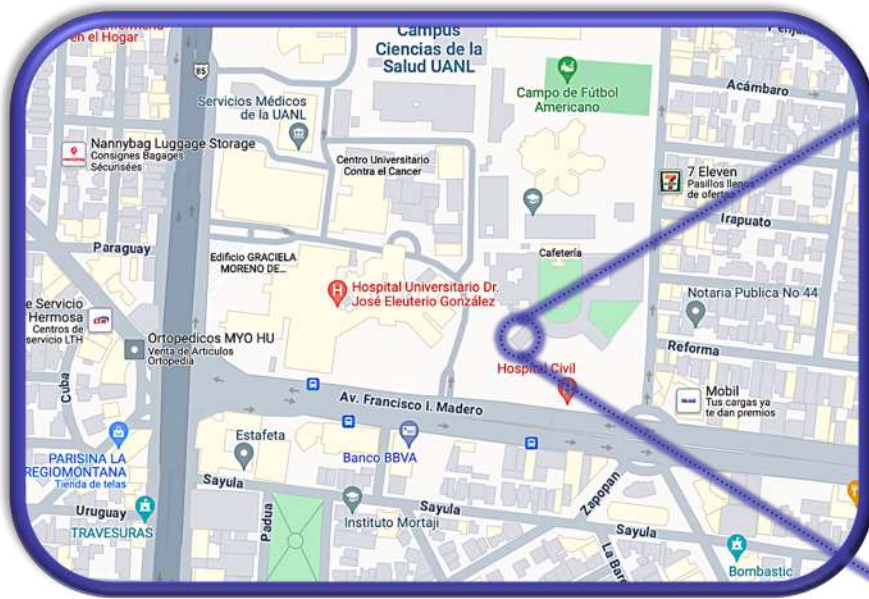 en el Hogar
Campus
Ciencias de la
Salud UANL
85
Servicios Médicos
de la UANL
Campo de Fútbol
Americano
Acámbaro
Nannybag Luggage Storage
Consignes Bagages
Sécurisées
Centro Universitario
Contra el Cancer
7 Eleven
Pasillos llenos
de ofertas
Irapuato
Paraguay
Edificio GRACIELA
MORENO DE...
Cafetería
Hospital Universitario Dr.
José Eleuterio González
Notaria Publica No 44
e Servicio
Hermosa
Centros de
servicio LTH
LTH
Ortopedicos MYO HU
Venta de Artículos
Ortopedia
Reforma
Hospital Civil
Cuba
Av. Francisco I. Madero
Mobil
Tus cargas ya
te dan premios
Estafeta
Banco BBVA
PARISINA LA
REGIOMONTANA
Tienda de telas
Sayula
Zapopan
Uruguay
TRAVESURAS
Padua
Instituto Mortaji
Sayula
Sayula
La Bar
Bombastic